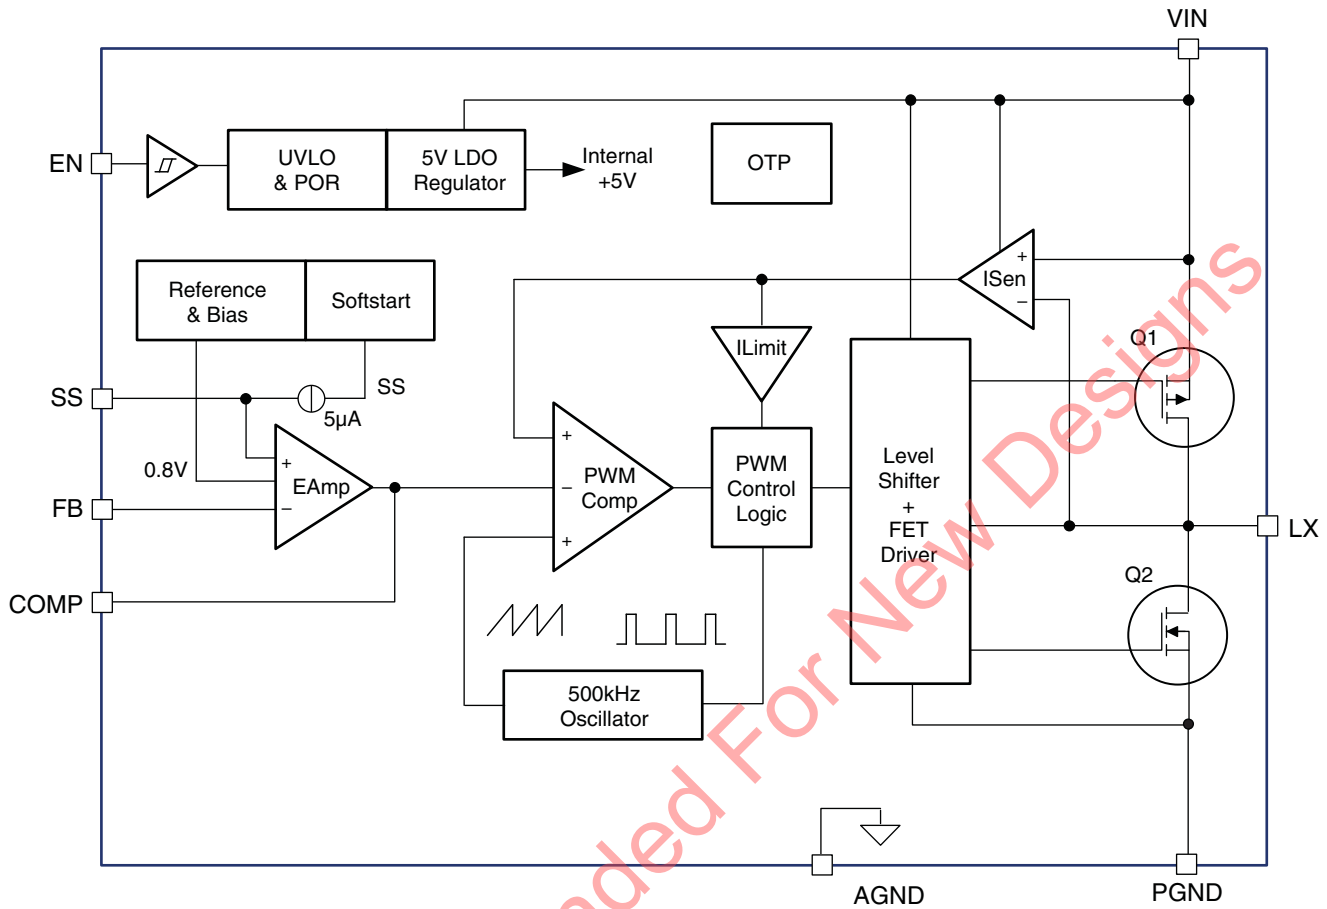 VIN
EN
UVLO
& POR
5V LDO
Regulator
Internal
+5V
OTP
Reference
& Bias
Softstart
+
ISen
−
ILimit
Q1
SS
SS
5µA
+
0.8V
EAmp
−
FB
+
PWM
Comp
−
+
PWM
Control
Logic
Level
Shifter
+
FET
Driver
LX
Q2
COMP
500kHz
Oscillator
AGND
PGND
nded For New Designs